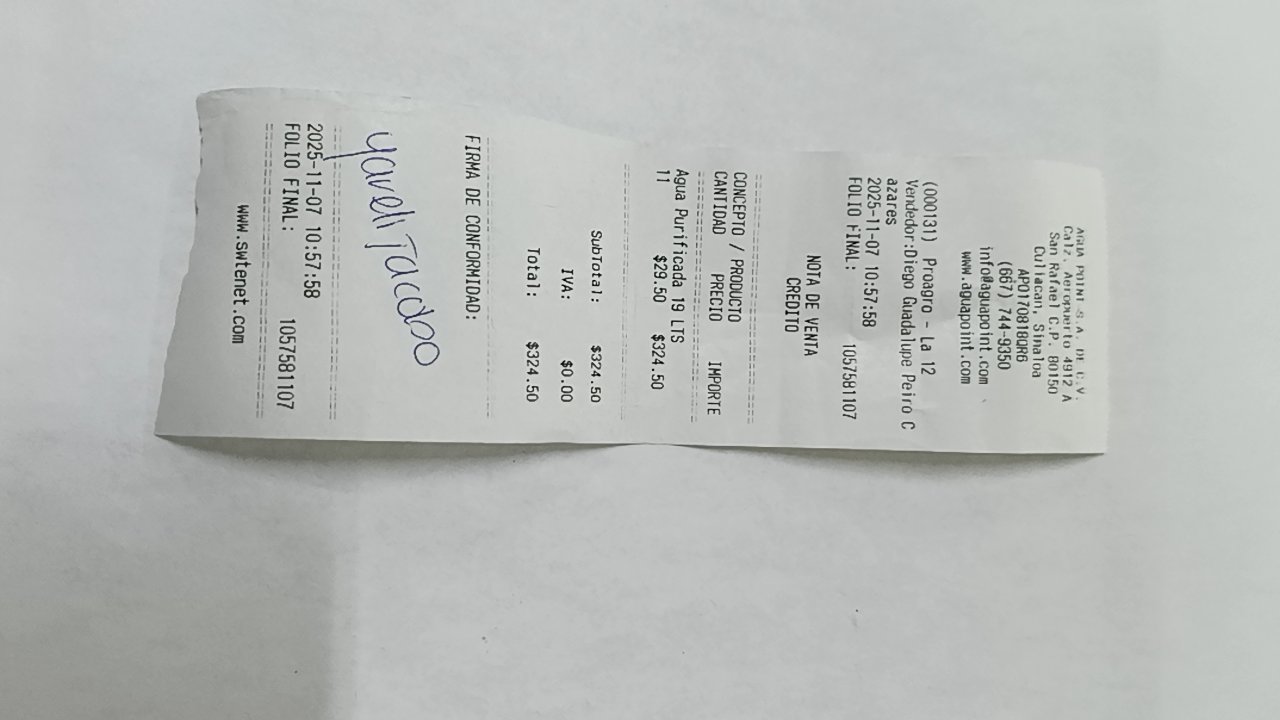 AGUA POINT S.A. DE C.V.
Calz. Aeropuerto 4912 A
San Rafael C.P. 80150
Culiacan, Sinaloa
APO170818QR6
(667) 744-9350
info@aguapoint.com
www.aguapoint.com
(000131) Proagro - La 12
Vendedor:Diego Guadalupe Peiro C
azares
2025-11-07 10:57:58
FOLIO FINAL: 1057581107
NOTA DE VENTA
CREDITO
CONCEPTO / PRODUCTO
CANTIDAD PRECIO IMPORTE
Agua Purificada 19 LTS
11 $29.50 $324.50
SubTotal: $324.50
IVA: $0.00
Total: $324.50
FIRMA DE CONFORMIDAD:
Yareli Jacobo
2025-11-07 10:57:58
FOLIO FINAL: 1057581107
www.swtenet.com